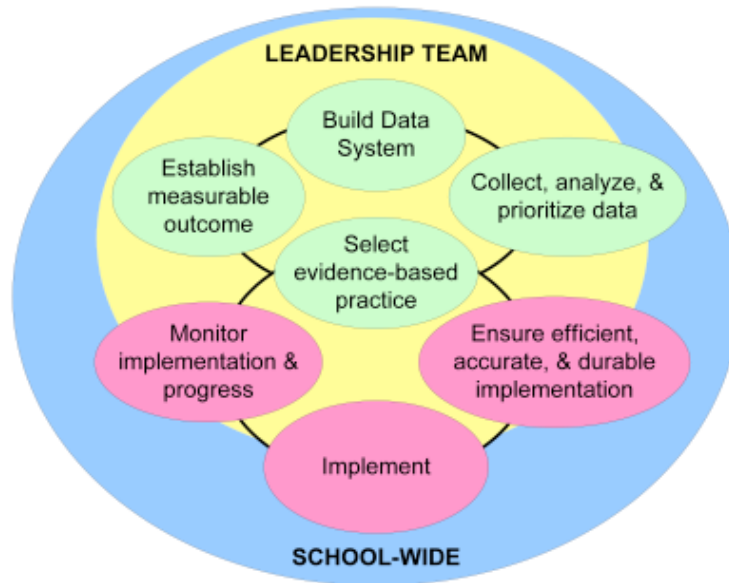 LEADERSHIP TEAM
Build Data
System
Establish
measurable
outcome
Collect, analyze, &
prioritize data
Select
evidence-based
practice
Monitor
implementation &
progress
Ensure efficient,
accurate, & durable
implementation
Implement
SCHOOL-WIDE